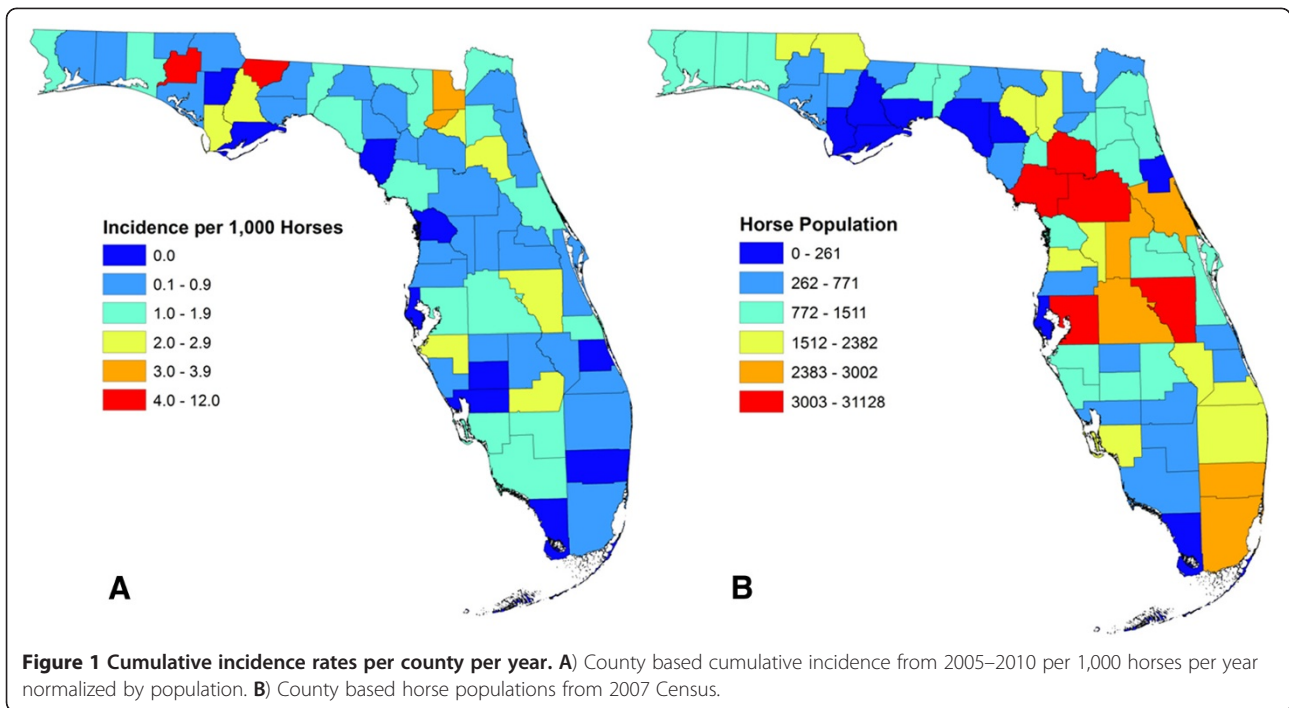 Incidence per 1,000 Horses
0.0
0.1 - 0.9
1.0 - 1.9
2.0 - 2.9
3.0 - 3.9
4.0 - 12.0
A
Horse Population
0 - 261
262 - 771
772 - 1511
1512 - 2382
2383 - 3002
3003 - 31128
B
Figure 1 Cumulative incidence rates per county per year. A) County based cumulative incidence from 2005–2010 per 1,000 horses per year
normalized by population. B) County based horse populations from 2007 Census.